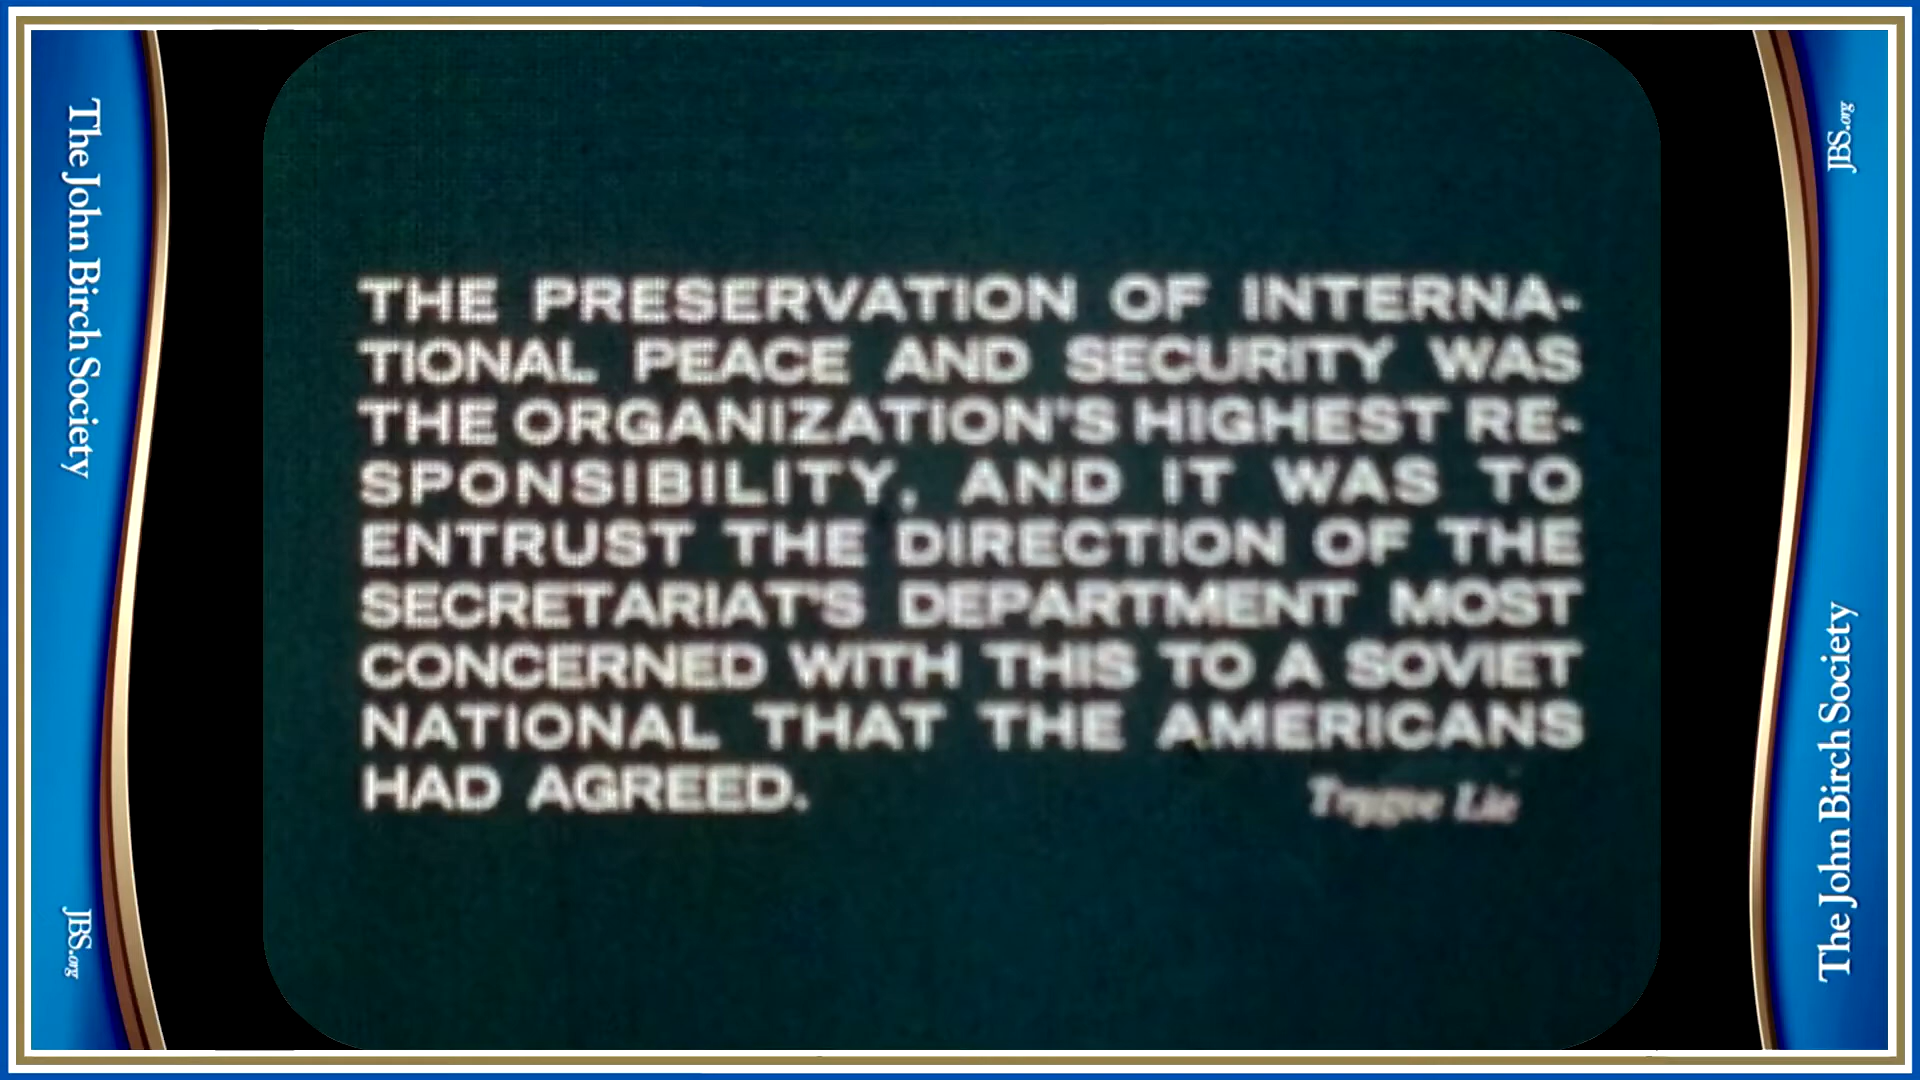 The John Birch Society
JBS.org
THE PRESERVATION OF INTERNA-
TIONAL PEACE AND SECURITY WAS
THE ORGANIZATION'S HIGHEST RE-
SPONSIBILITY, AND IT WAS TO
ENTRUST THE DIRECTION OF THE
SECRETARIAT'S DEPARTMENT MOST
CONCERNED WITH THIS TO A SOVIET
NATIONAL THAT THE AMERICANS
HAD AGREED.
Trygve Lie
JBS.org
The John Birch Society